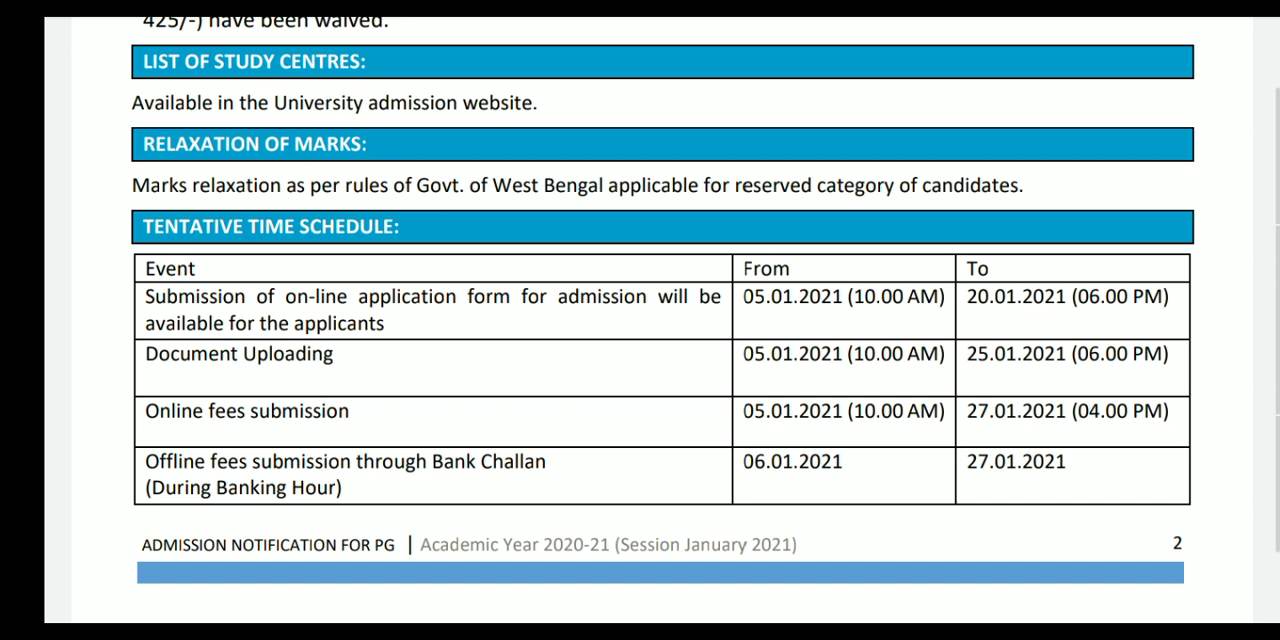 425/-) have been waived.
LIST OF STUDY CENTRES:
Available in the University admission website.
RELAXATION OF MARKS:
Marks relaxation as per rules of Govt. of West Bengal applicable for reserved category of candidates.
TENTATIVE TIME SCHEDULE:
Event From To
Submission of on-line application form for admission will be 05.01.2021 (10.00 AM) 20.01.2021 (06.00 PM)
available for the applicants
Document Uploading 05.01.2021 (10.00 AM) 25.01.2021 (06.00 PM)
Online fees submission 05.01.2021 (10.00 AM) 27.01.2021 (04.00 PM)
Offline fees submission through Bank Challan 06.01.2021 27.01.2021
(During Banking Hour)
ADMISSION NOTIFICATION FOR PG | Academic Year 2020-21 (Session January 2021) 2